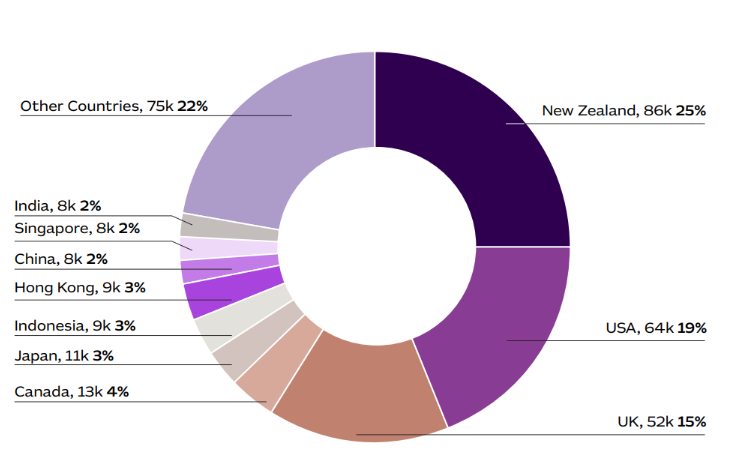 Other Countries, 75k 22%
New Zealand, 86k 25%
India, 8k 2%
Singapore, 8k 2%
China, 8k 2%
Hong Kong, 9k 3%
Indonesia, 9k 3%
USA, 64k 19%
Japan, 11k 3%
Canada, 13k 4%
UK, 52k 15%